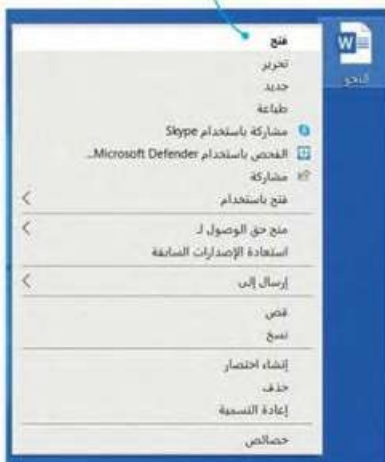 النحو
فتح
تحرير
جديد
طباعة
مشاركة باستخدام Skype
الفحص باستخدام Microsoft Defender...
مشاركة
فتح باستخدام
منح حق الوصول لـ
استعادة الإصدارات السابقة
إرسال إلى
قص
نسخ
إنشاء اختصار
حذف
إعادة التسمية
خصائص